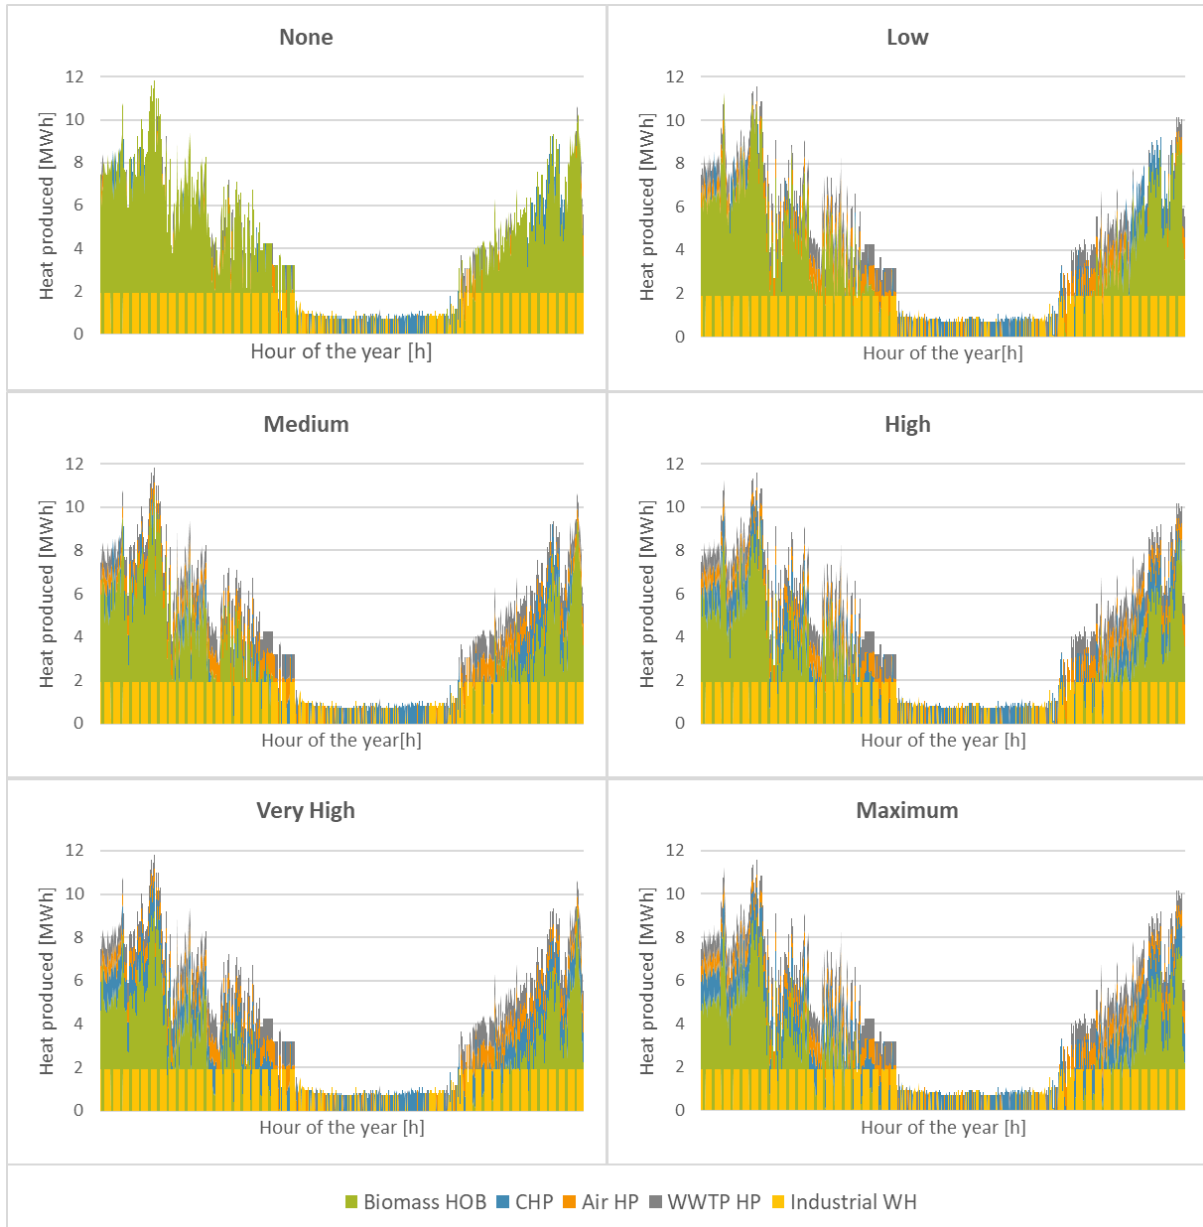 None
Heat produced [MWh]
12
10
8
6
4
2
0
Hour of the year [h]
Low
Heat produced [MWh]
12
10
8
6
4
2
0
Hour of the year[h]
Medium
Heat produced [MWh]
12
10
8
6
4
2
0
Hour of the year[h]
High
Heat produced [MWh]
12
10
8
6
4
2
0
Hour of the year [h]
Very High
Heat produced [MWh]
12
10
8
6
4
2
0
Hour of the year [h]
Maximum
Heat produced [MWh]
12
10
8
6
4
2
0
Hour of the year [h]
Biomass HOB CHP Air HP WWTP HP Industrial WH